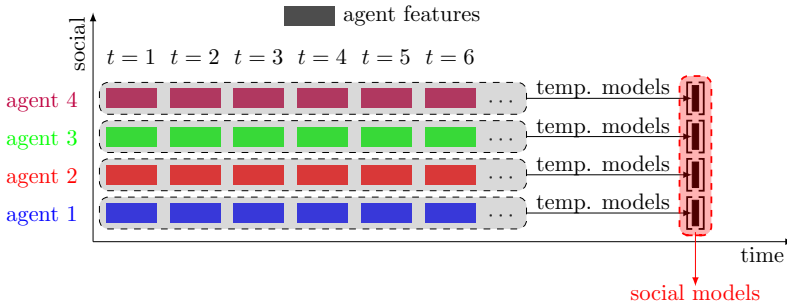 agent features
social
t = 1 t = 2 t = 3 t = 4 t = 5 t = 6
agent 4 ... temp. models
agent 3 ... temp. models
agent 2 ... temp. models
agent 1 ... temp. models
time
social models